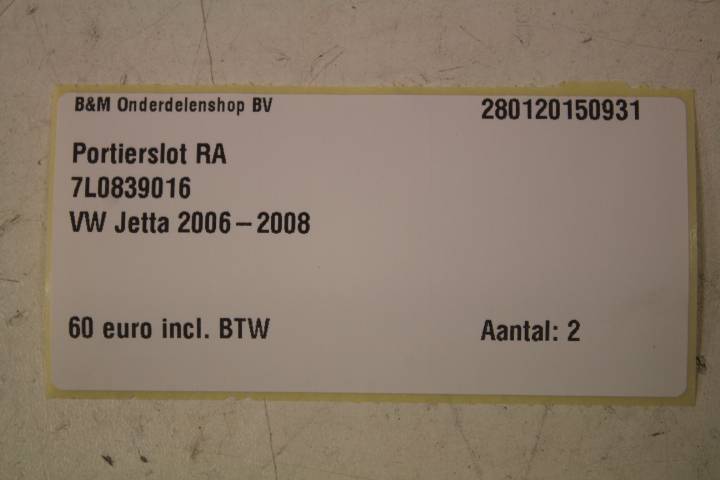 B&M Onderdelenshop BV 280120150931
Portierslot RA
7L0839016
VW Jetta 2006 – 2008
60 euro incl. BTW Aantal: 2